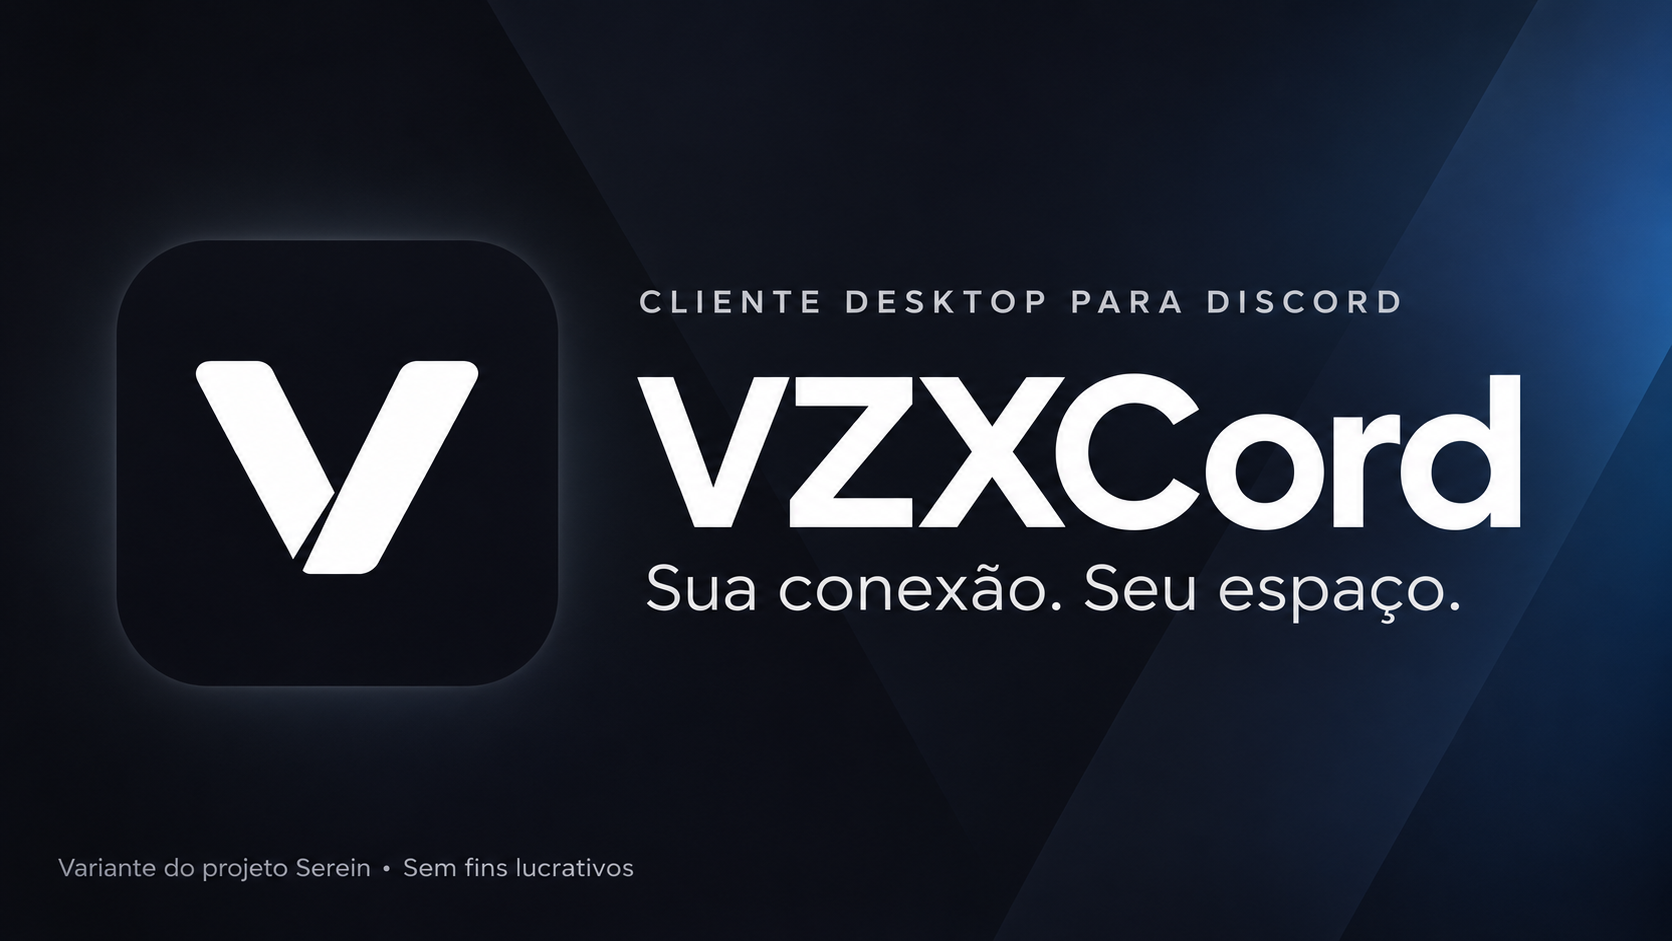 CLIENTE DESKTOP PARA DISCORD
VZXCord
Sua conexão. Seu espaço.
Variante do projeto Serein • Sem fins lucrativos